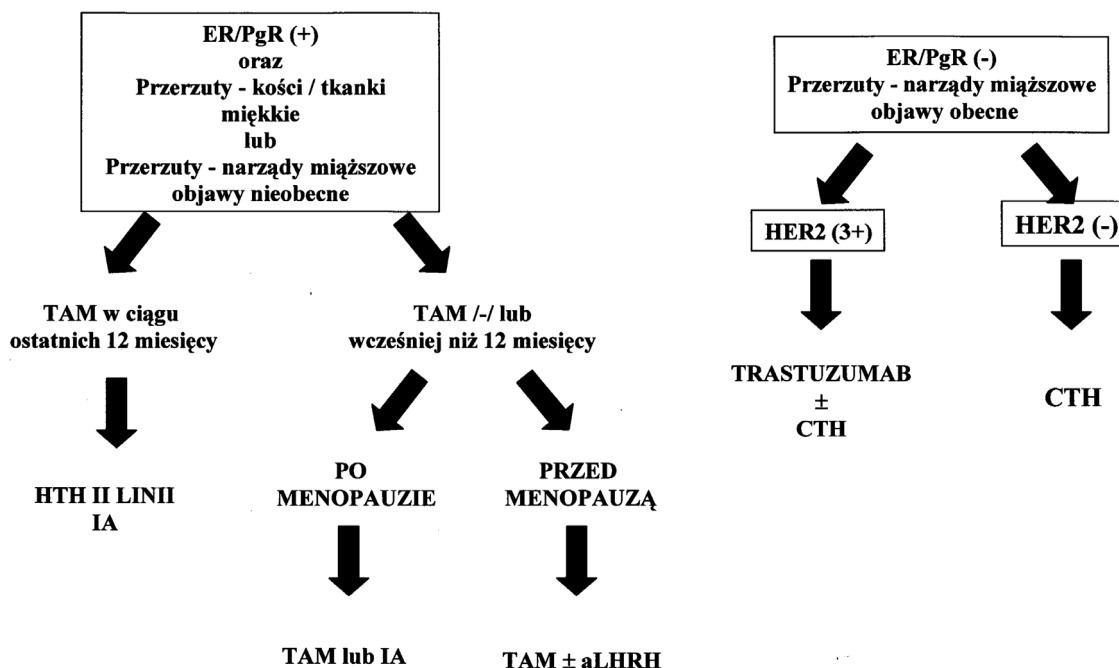 ER/PgR (+)
oraz
Przerzuty - kości / tkanki
miękkie
lub
Przerzuty - narządy miąższowe
objawy nieobecne
TAM w ciągu
ostatnich 12 miesięcy
HTH II LINII
IA
TAM /-/ lub
wcześniej niż 12 miesięcy
PO
MENOPAUZIE
TAM lub IA
PRZED
MENOPAUZĄ
TAM ± aLHRH
ER/PgR (-)
Przerzuty - narządy miąższowe
objawy obecne
HER2 (3+)
TRASTUZUMAB
±
CTH
HER2 (-)
CTH